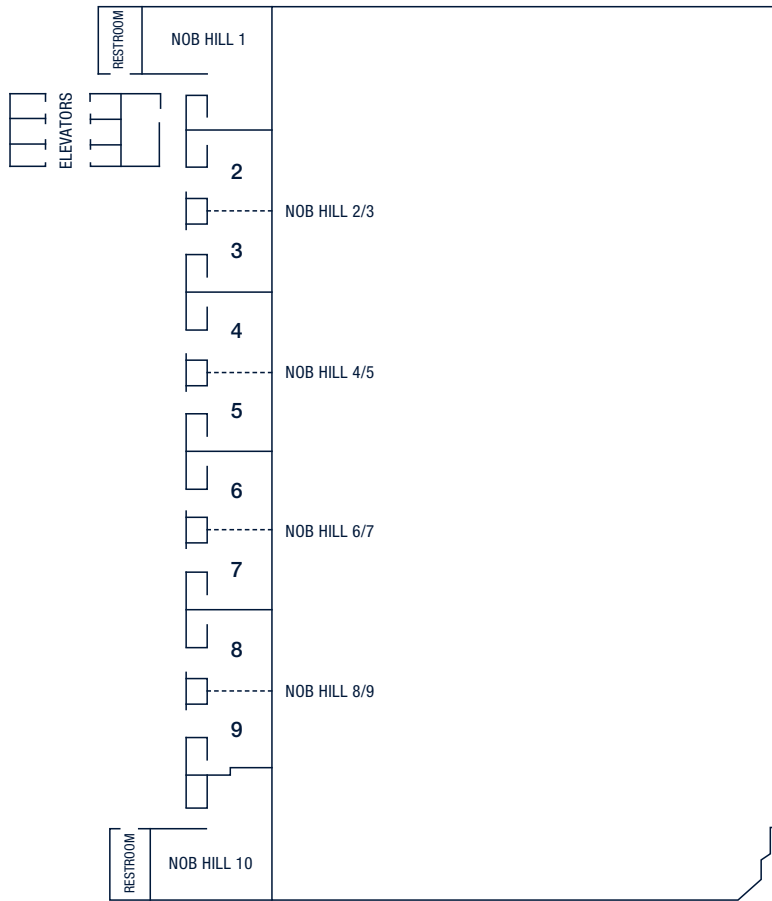 RESTROOM
NOB HILL 1
ELEVATORS
2
NOB HILL 2/3
3
4
NOB HILL 4/5
5
6
NOB HILL 6/7
7
8
NOB HILL 8/9
9
RESTROOM
NOB HILL 10